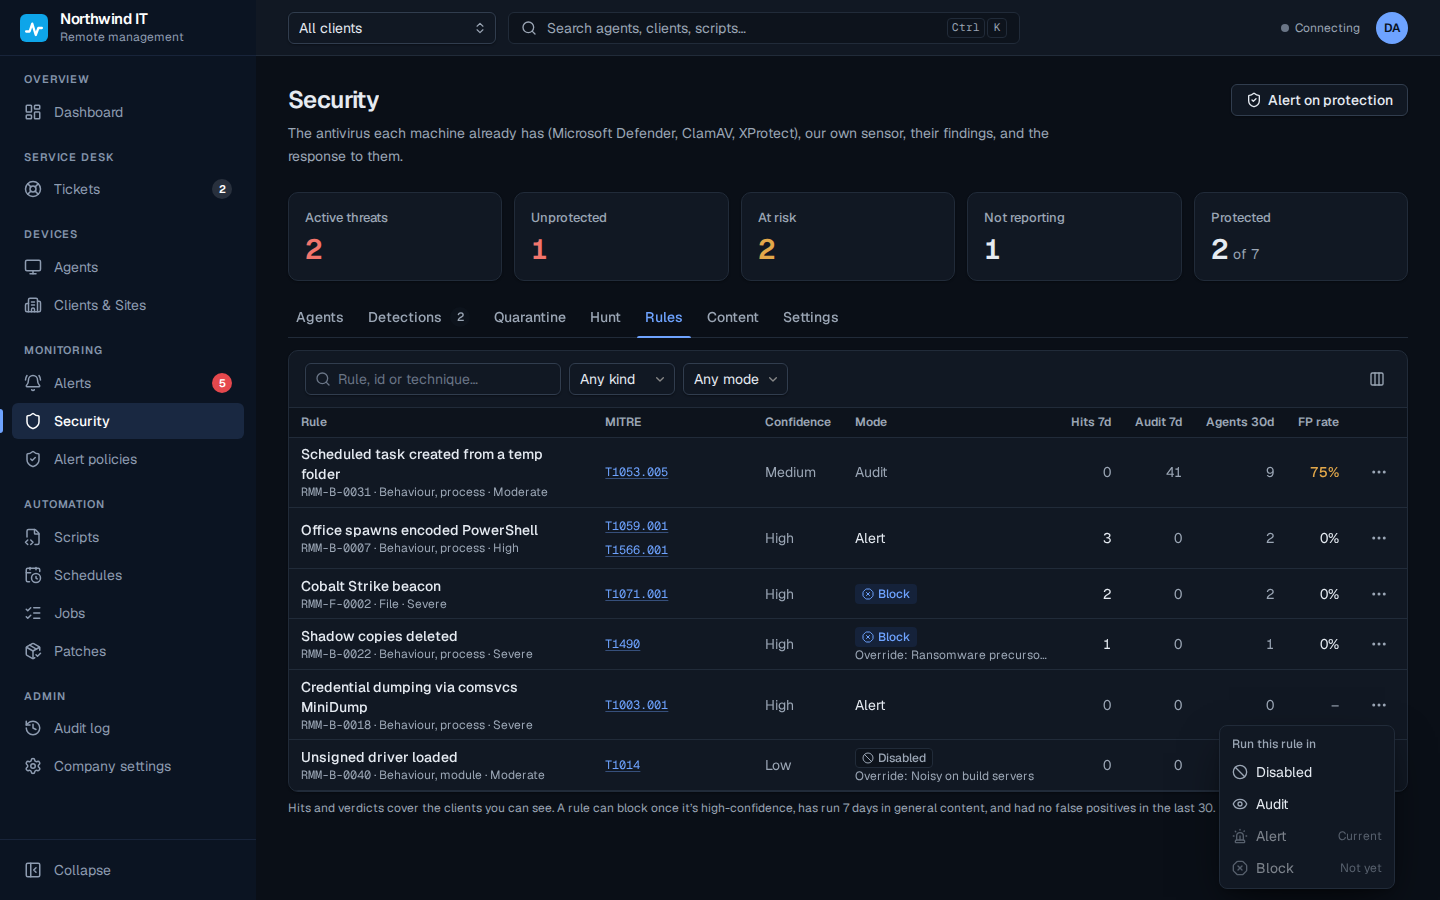 Northwind IT
Remote management
All clients
Search agents, clients, scripts...
Ctrl K
Connecting
DA
OVERVIEW
Dashboard
SERVICE DESK
Tickets 2
DEVICES
Agents
Clients & Sites
MONITORING
Alerts 5
Security
Alert policies
AUTOMATION
Scripts
Schedules
Jobs
Patches
ADMIN
Audit log
Company settings
Collapse
Security
Alert on protection
The antivirus each machine already has (Microsoft Defender, ClamAV, XProtect), our own sensor, their findings, and the
response to them.
Active threats
2
Unprotected
1
At risk
2
Not reporting
1
Protected
2 of 7
Agents Detections 2 Quarantine Hunt Rules Content Settings
Rule, id or technique...
Any kind
Any mode
Rule MITRE Confidence Mode Hits 7d Audit 7d Agents 30d FP rate
Scheduled task created from a temp
folder
RMM-B-0031 · Behaviour, process · Moderate
T1053.005 Medium Audit 0 41 9 75%
Office spawns encoded PowerShell
RMM-B-0007 · Behaviour, process · High
T1059.001
T1566.001
High Alert 3 0 2 0%
Cobalt Strike beacon
RMM-F-0002 · File · Severe
T1071.001 High Block 2 0 2 0%
Shadow copies deleted
RMM-B-0022 · Behaviour, process · Severe
T1490 High Block 1 0 1 0%
Override: Ransomware precurso...
Credential dumping via comsvcs
MiniDump
RMM-B-0018 · Behaviour, process · Severe
T1003.001 High Alert 0 0 0 –
Unsigned driver loaded
RMM-B-0040 · Behaviour, module · Moderate
T1014 Low Disabled 0 0
Override: Noisy on build servers
Hits and verdicts cover the clients you can see. A rule can block once it's high-confidence, has run 7 days in general content, and had no false positives in the last 30.
Run this rule in
Disabled
Audit
Alert Current
Block Not yet